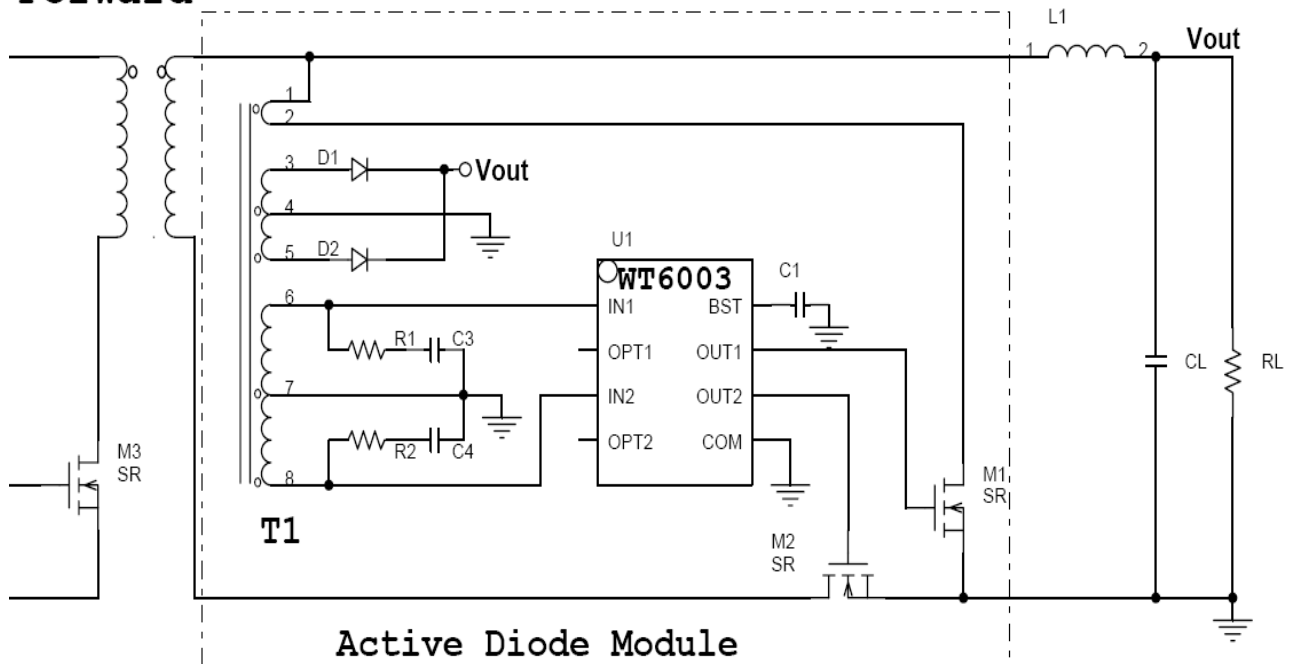 Forward
L1
1
2
Vout
1
2
3
D1
Vout
4
5
D2
U1
WT6003
C1
6
IN1
BST
R1
C3
OPT1
OUT1
7
IN2
OUT2
CL
RL
R2
C4
OPT2
COM
8
M3
SR
M1
SR
T1
M2
SR
Active Diode Module